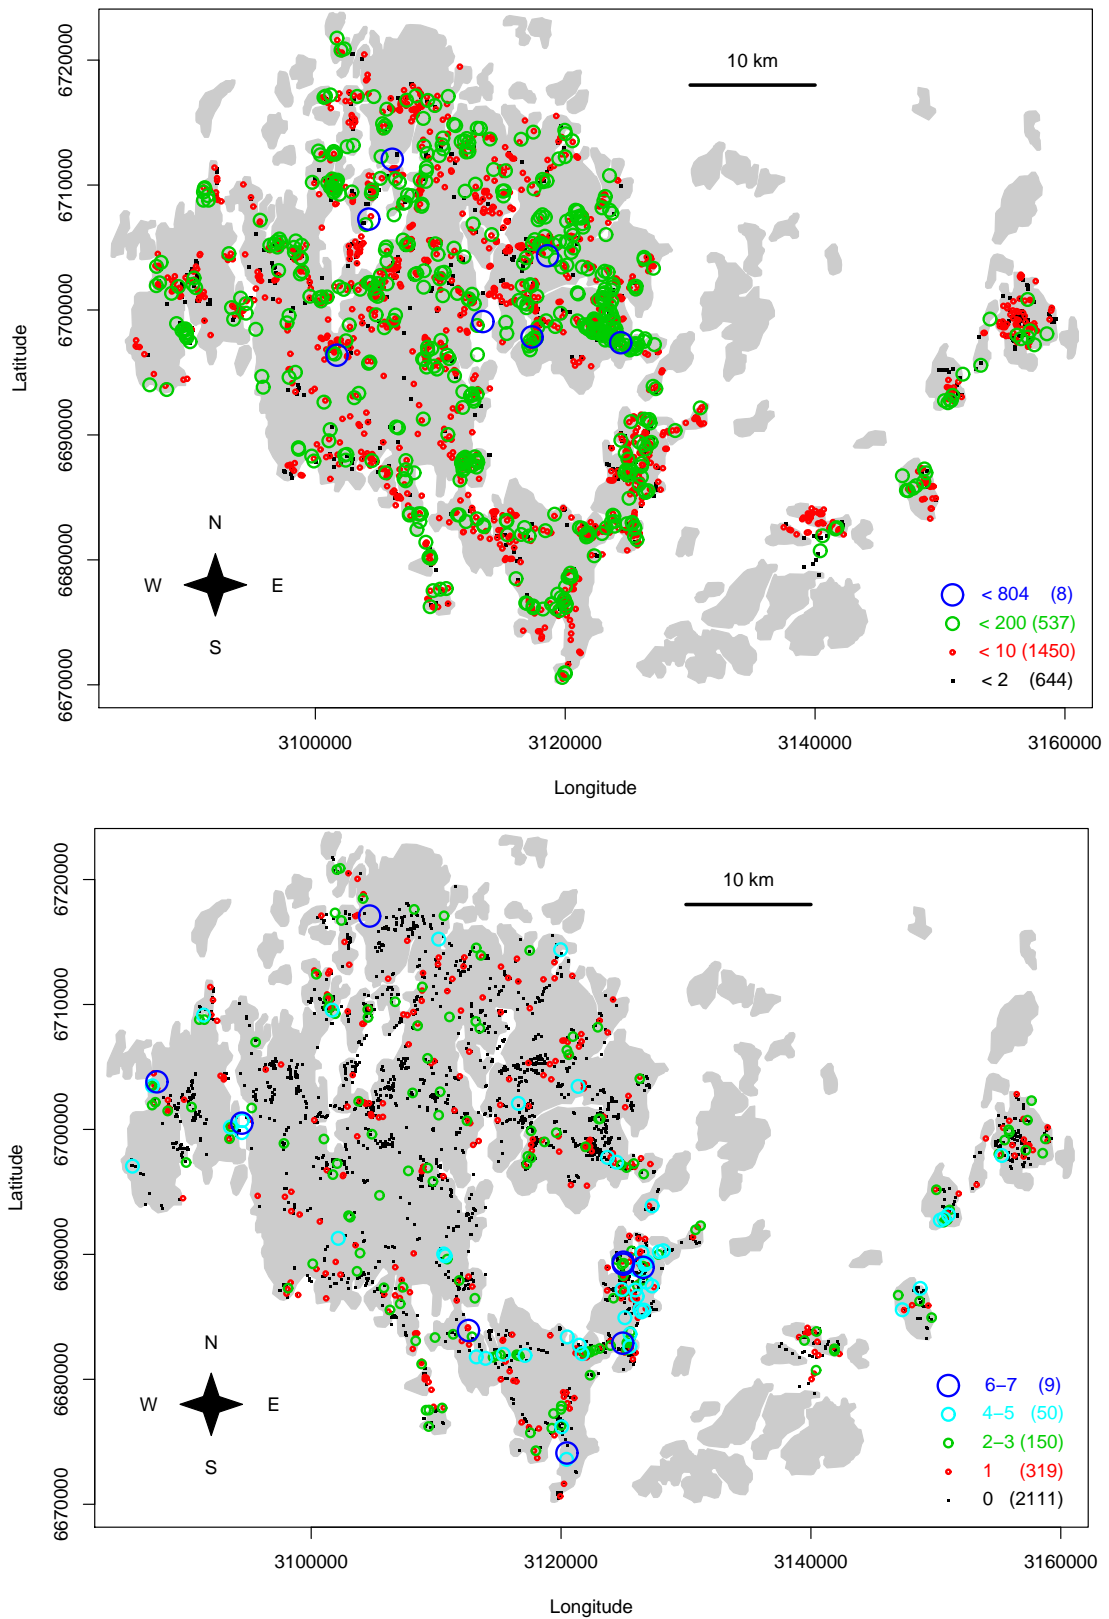 6720000
10 km
6710000
6700000
Latitude
6690000
N
6680000
W
E
< 804 (8)
< 200 (537)
S
< 10 (1450)
6670000
< 2 (644)
3100000
3120000
3140000
3160000
Longitude
6720000
10 km
6710000
6700000
Latitude
6690000
N
6680000
W
E
6–7 (9)
4–5 (50)
2–3 (150)
S
1 (319)
6670000
0 (2111)
3100000
3120000
3140000
3160000
Longitude